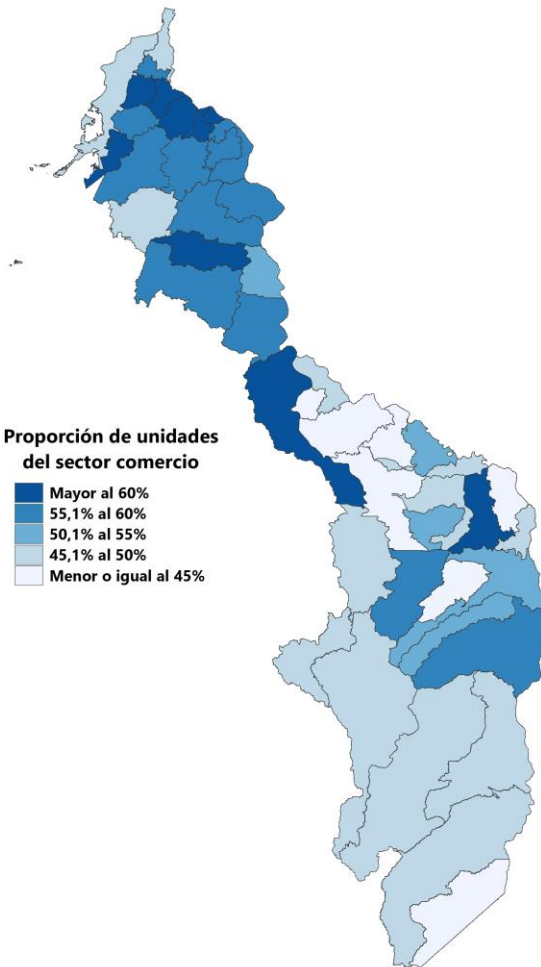 Proporción de unidades
del sector comercio
Mayor al 60%
55,1% al 60%
50,1% al 55%
45,1% al 50%
Menor o igual al 45%